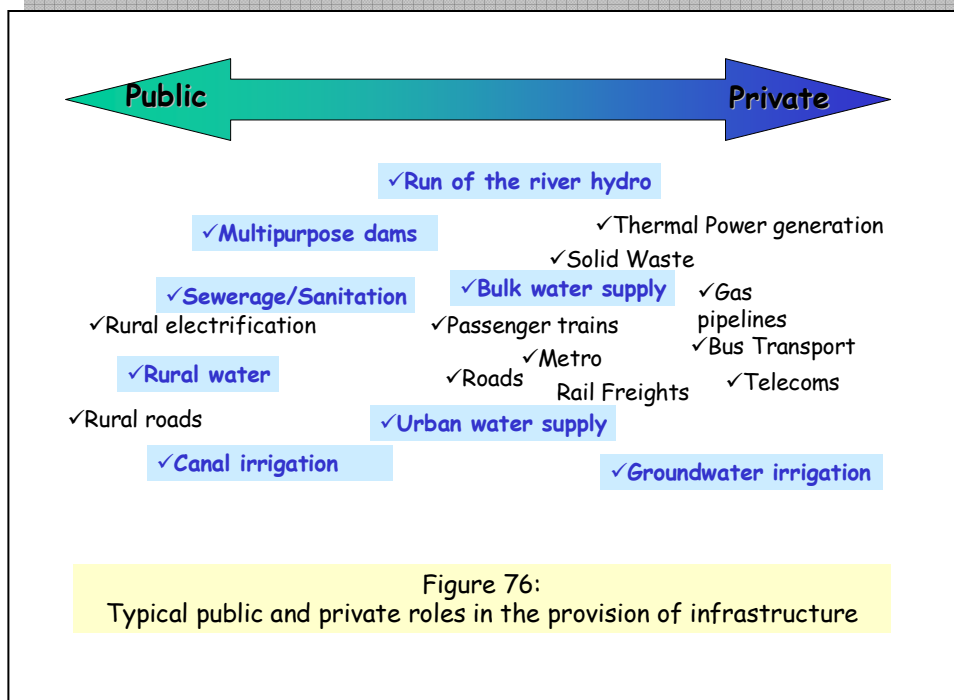 Public Private
✓Run of the river hydro
✓Thermal Power generation
✓Multipurpose dams
✓Solid Waste
✓Sewerage/Sanitation
✓Bulk water supply
✓Gas
pipelines
✓Rural electrification
✓Passenger trains
✓Bus Transport
✓Metro
✓Rural water
✓Roads
Rail Freights
✓Telecoms
✓Rural roads
✓Urban water supply
✓Canal irrigation
✓Groundwater irrigation
Figure 76:
Typical public and private roles in the provision of infrastructure